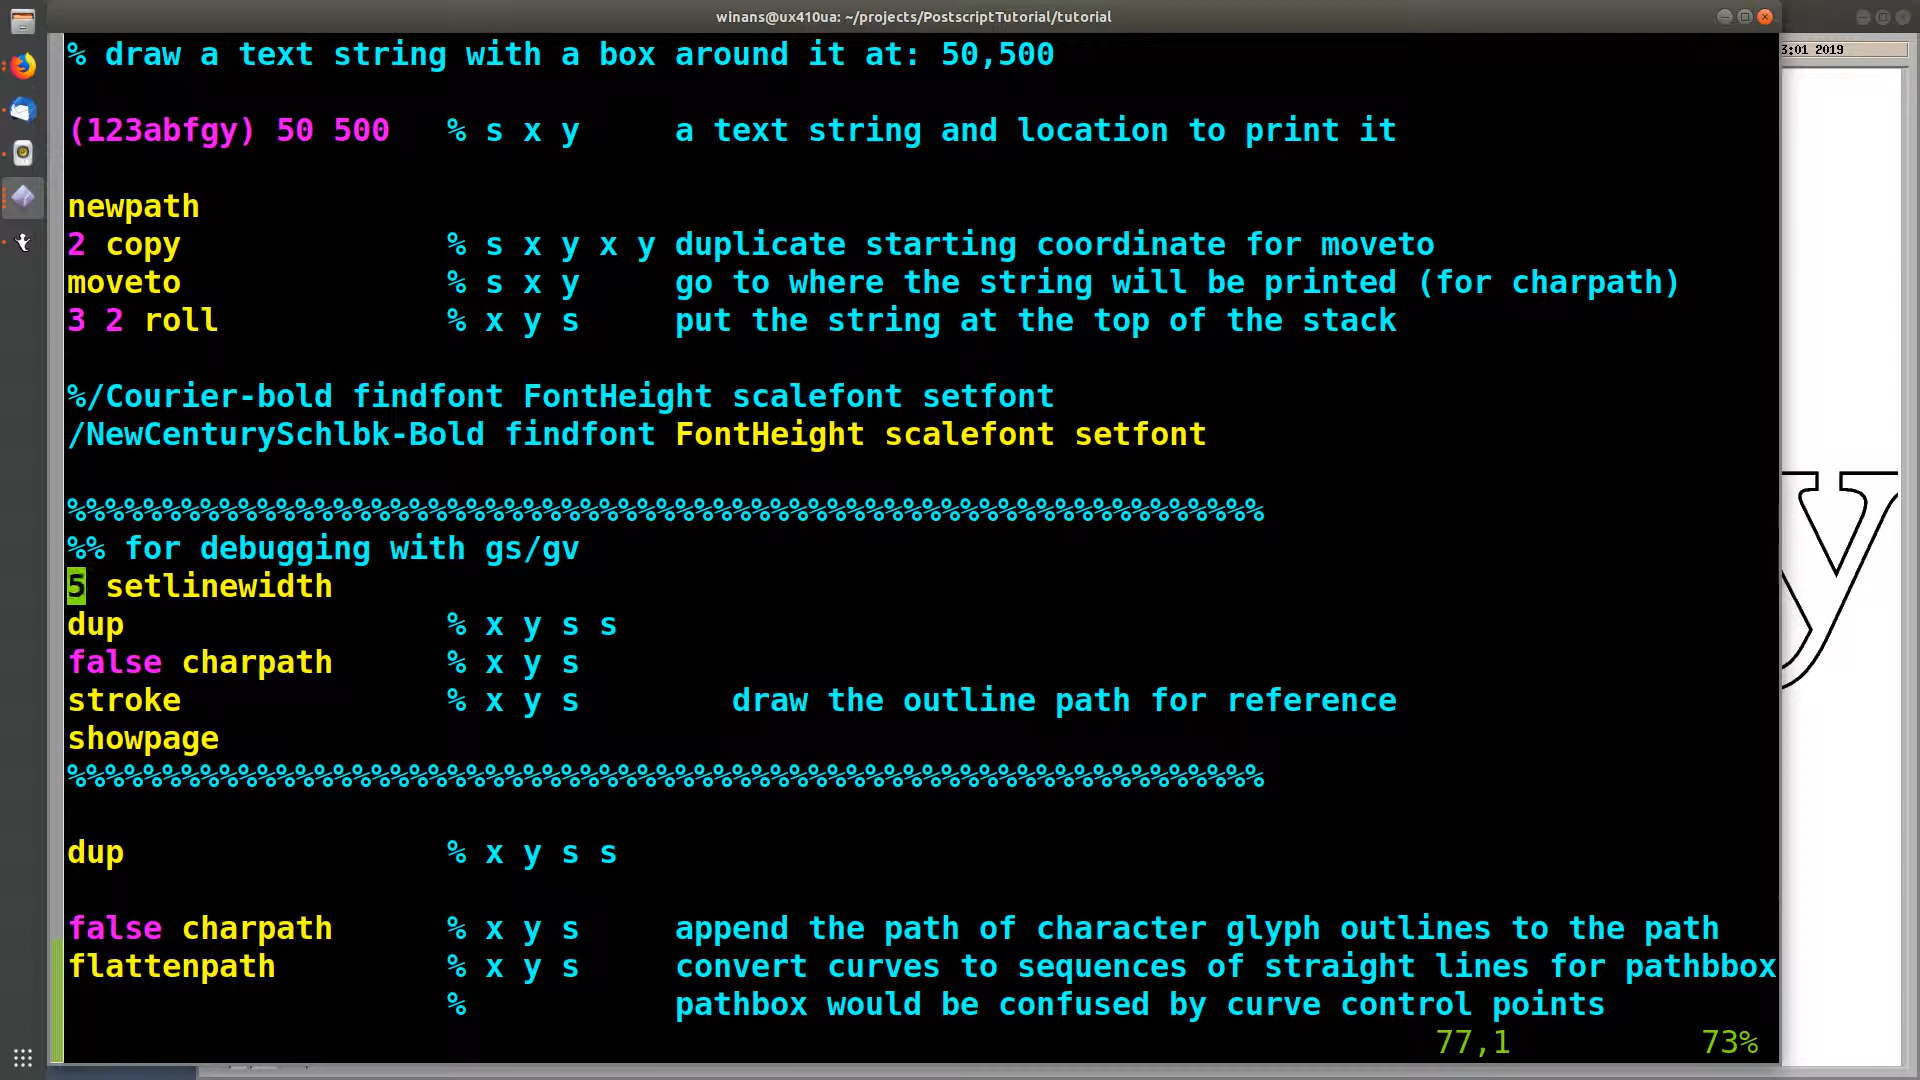 winans@ux410ua: ~/projects/PostscriptTutorial/tutorial
3:01 2019
% draw a text string with a box around it at: 50,500
(123abfgy) 50 500 % s x y a text string and location to print it
newpath
2 copy % s x y x y duplicate starting coordinate for moveto
moveto % s x y go to where the string will be printed (for charpath)
3 2 roll % x y s put the string at the top of the stack
%/Courier-bold findfont FontHeight scalefont setfont
/NewCenturySchlbk-Bold findfont FontHeight scalefont setfont
%%%%%%%%%%%%%%%%%%%%%%%%%%%%%%%%%%%%%%%%%%%%%%%%%%%%%%%%%%%%%%%
%% for debugging with gs/gv
5 setlinewidth
dup % x y s s
false charpath % x y s
stroke % x y s draw the outline path for reference
showpage
%%%%%%%%%%%%%%%%%%%%%%%%%%%%%%%%%%%%%%%%%%%%%%%%%%%%%%%%%%%%%%%
dup % x y s s
false charpath % x y s append the path of character glyph outlines to the path
flattenpath % x y s convert curves to sequences of straight lines for pathbbox
% pathbox would be confused by curve control points
77,1 73%
y